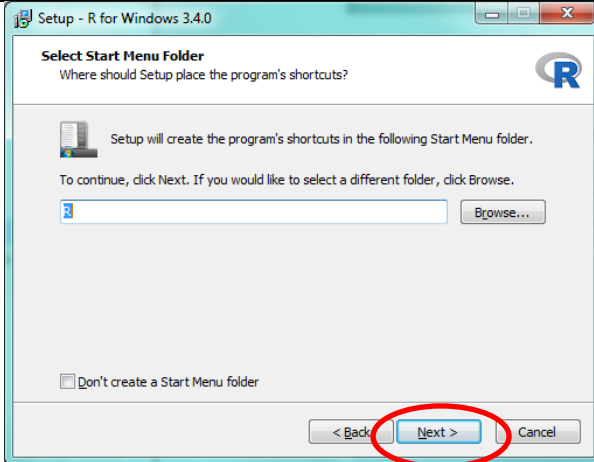 Setup - R for Windows 3.4.0
Select Start Menu Folder
Where should Setup place the program's shortcuts?
R
Setup will create the program's shortcuts in the following Start Menu folder.
To continue, click Next. If you would like to select a different folder, click Browse.
R
Browse...
Don't create a Start Menu folder
< Back
Next >
Cancel